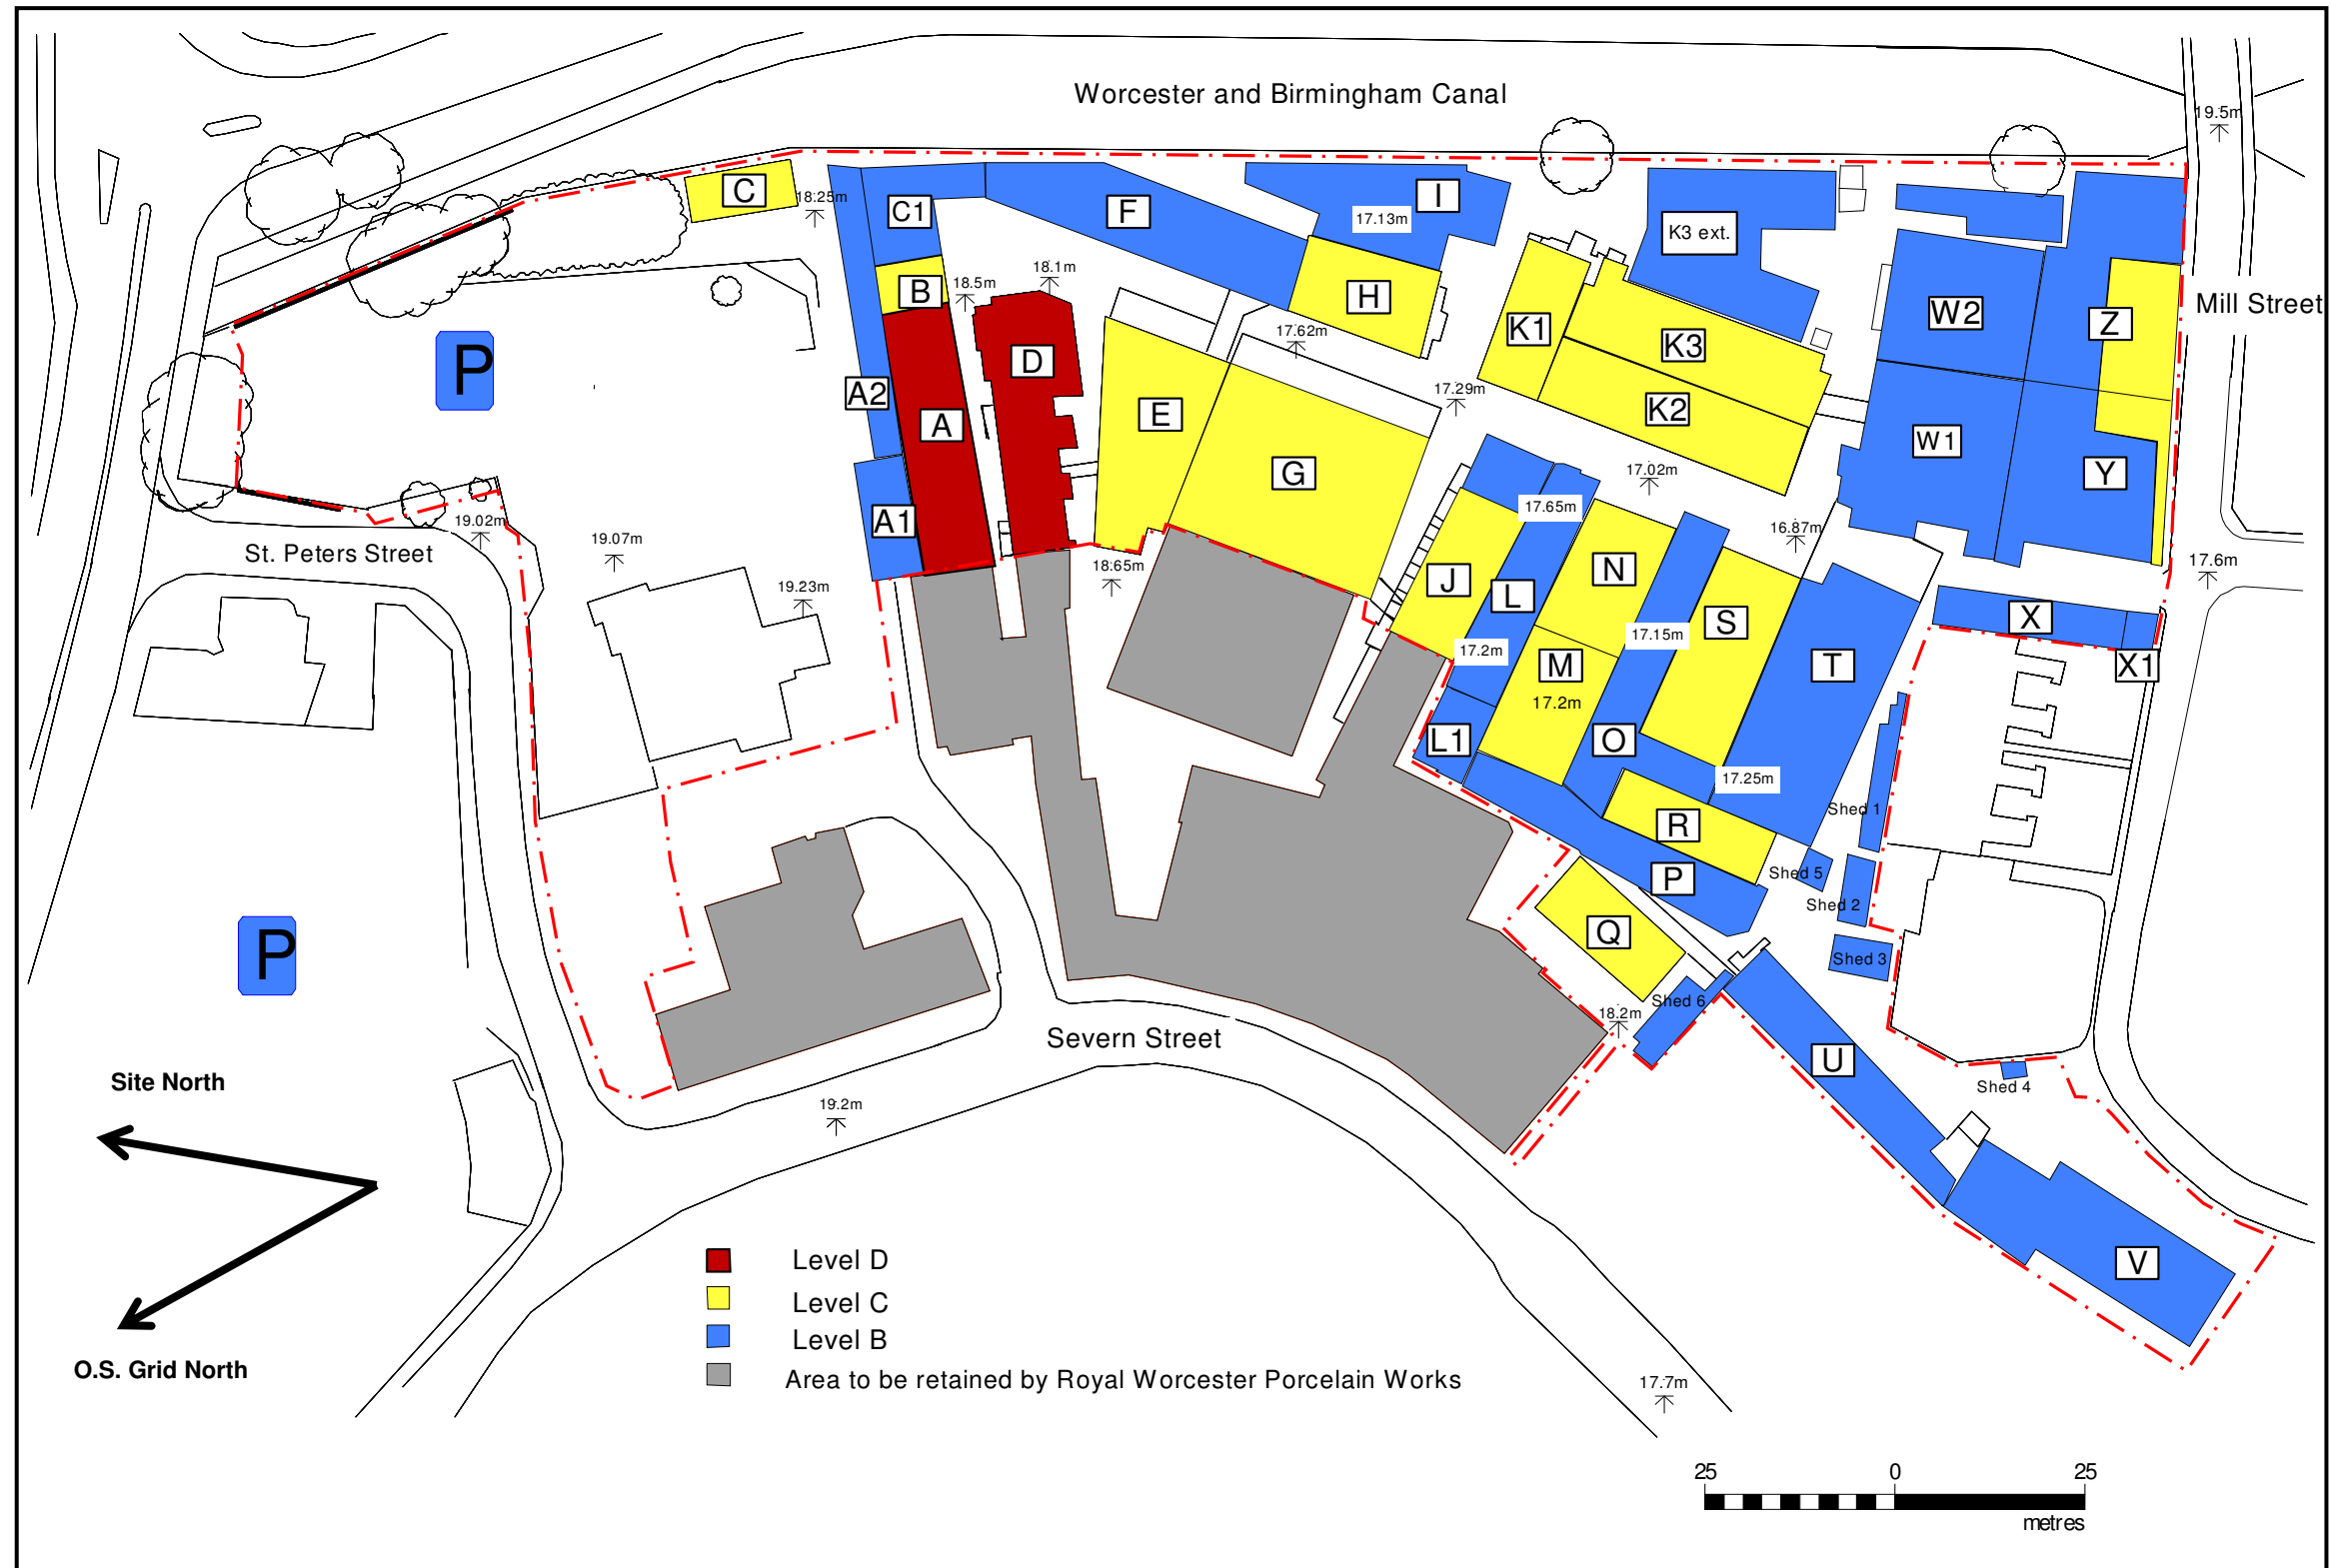 Worcester and Birmingham Canal
19.5m
C
18.25m
C1
F
I
17.13m
K3 ext.
B
18.5m
18.1m
H
17.62m
K1
K3
W2
Z
Mill Street
P
A2
A
D
E
G
17.29m
K2
W1
Y
A1
17.65m
17.02m
16.87m
19.02m
St. Peters Street
19.07m
19.23m
18.65m
J
L
N
S
17.6m
17.2m
17.15m
M
17.2m
T
X
X1
L1
O
17.25m
R
Shed 1
P
Shed 5
Shed 2
Q
Shed 3
P
Shed 6
18.2m
Severn Street
U
Shed 4
Site North
19.2m
V
O.S. Grid North
Level D
Level C
Level B
Area to be retained by Royal Worcester Porcelain Works
17.7m
25 0 25
metres